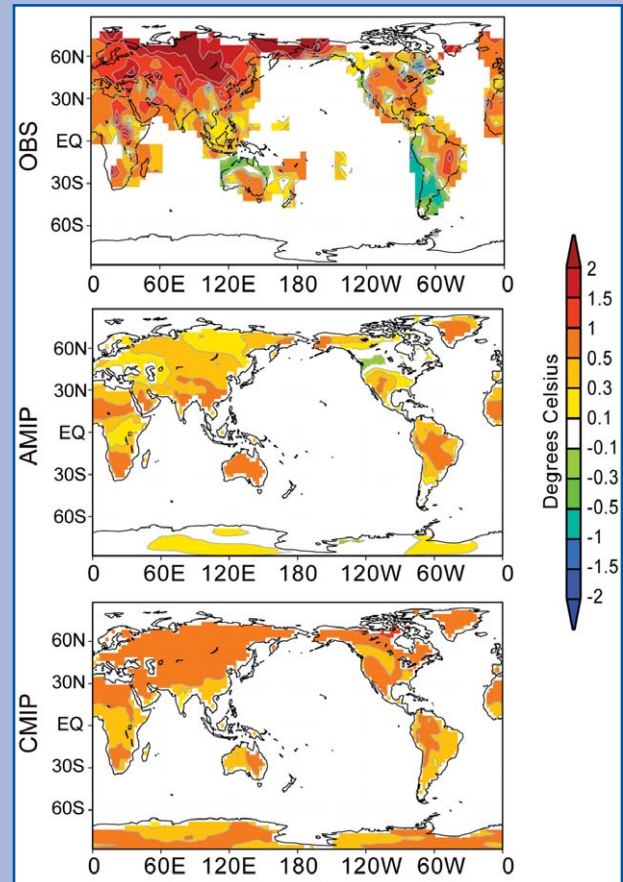 OBS
60N
30N
EQ
30S
60S
0 60E 120E 180 120W 60W 0
AMIP
60N
30N
EQ
30S
60S
0 60E 120E 180 120W 60W 0
CMIP
60N
30N
EQ
30S
60S
0 60E 120E 180 120W 60W 0
Degrees Celsius
2
1.5
1
0.5
0.3
0.1
-0.1
-0.3
-0.5
-1
-1.5
-2